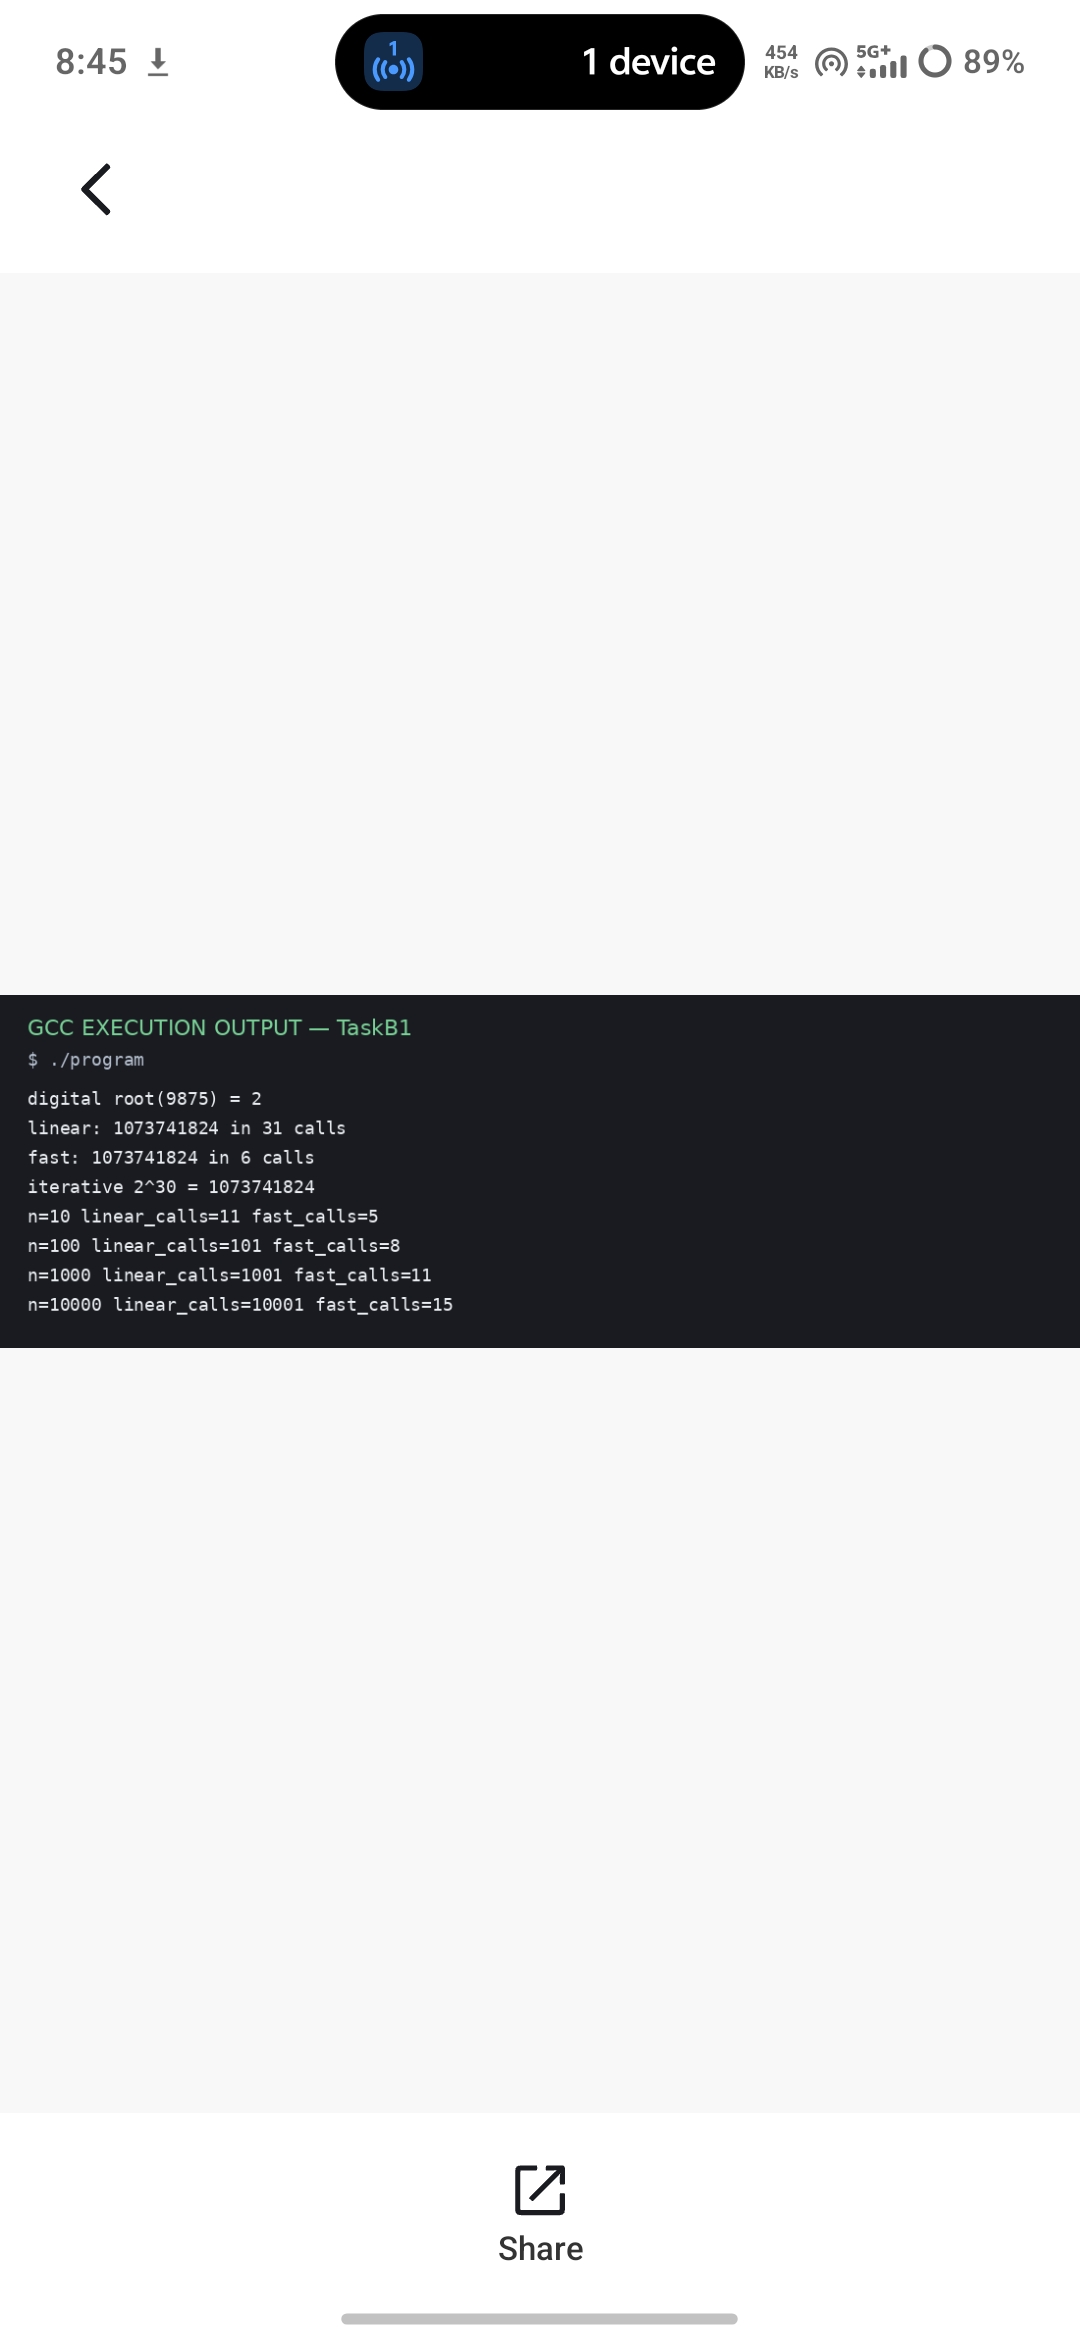 8:45
1
1 device
454
KB/s
5G+
89%
GCC EXECUTION OUTPUT — TaskB1
$ ./program
digital root(9875) = 2
linear: 1073741824 in 31 calls
fast: 1073741824 in 6 calls
iterative 2^30 = 1073741824
n=10 linear_calls=11 fast_calls=5
n=100 linear_calls=101 fast_calls=8
n=1000 linear_calls=1001 fast_calls=11
n=10000 linear_calls=10001 fast_calls=15
Share